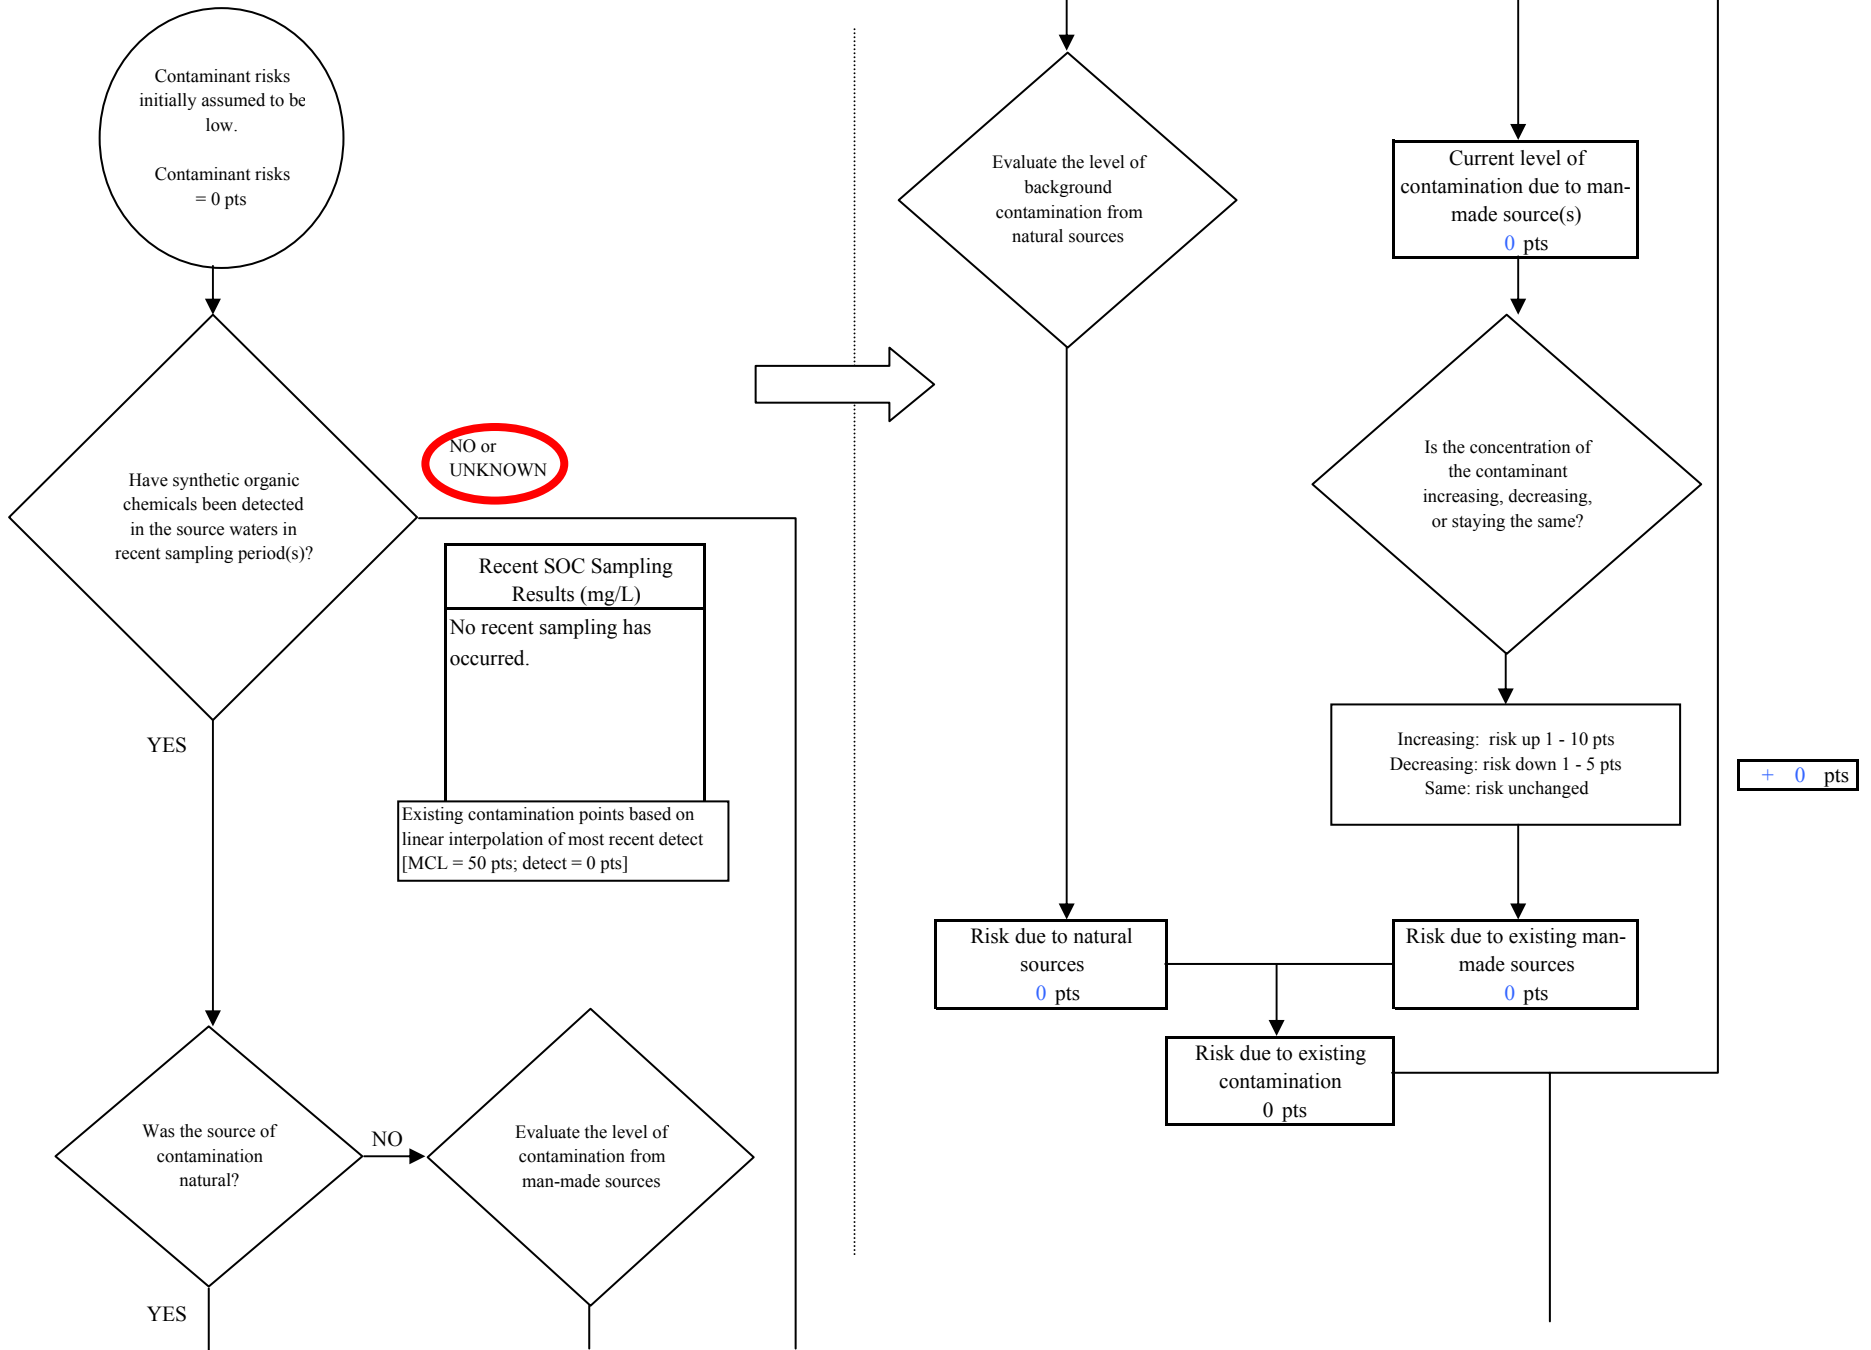 Contaminant risks
initially assumed to be
low.
Contaminant risks
= 0 pts
Have synthetic organic
chemicals been detected
in the source waters in
recent sampling period(s)?
NO or
UNKNOWN
Recent SOC Sampling
Results (mg/L)
No recent sampling has
occurred.
Existing contamination points based on
linear interpolation of most recent detect
[MCL = 50 pts; detect = 0 pts]
YES
Was the source of
contamination
natural?
NO
Evaluate the level of
contamination from
man-made sources
YES
Evaluate the level of
background
contamination from
natural sources
Current level of
contamination due to man-
made source(s)
0 pts
Is the concentration of
the contaminant
increasing, decreasing,
or staying the same?
Increasing: risk up 1 - 10 pts
Decreasing: risk down 1 - 5 pts
Same: risk unchanged
+ 0 pts
Risk due to natural
sources
0 pts
Risk due to existing man-
made sources
0 pts
Risk due to existing
contamination
0 pts